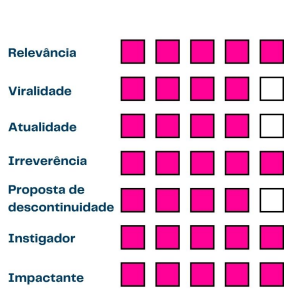 Relevância
Viralidade
Atualidade
Irreverência
Proposta de
descontinuidade
Instigador
Impactante